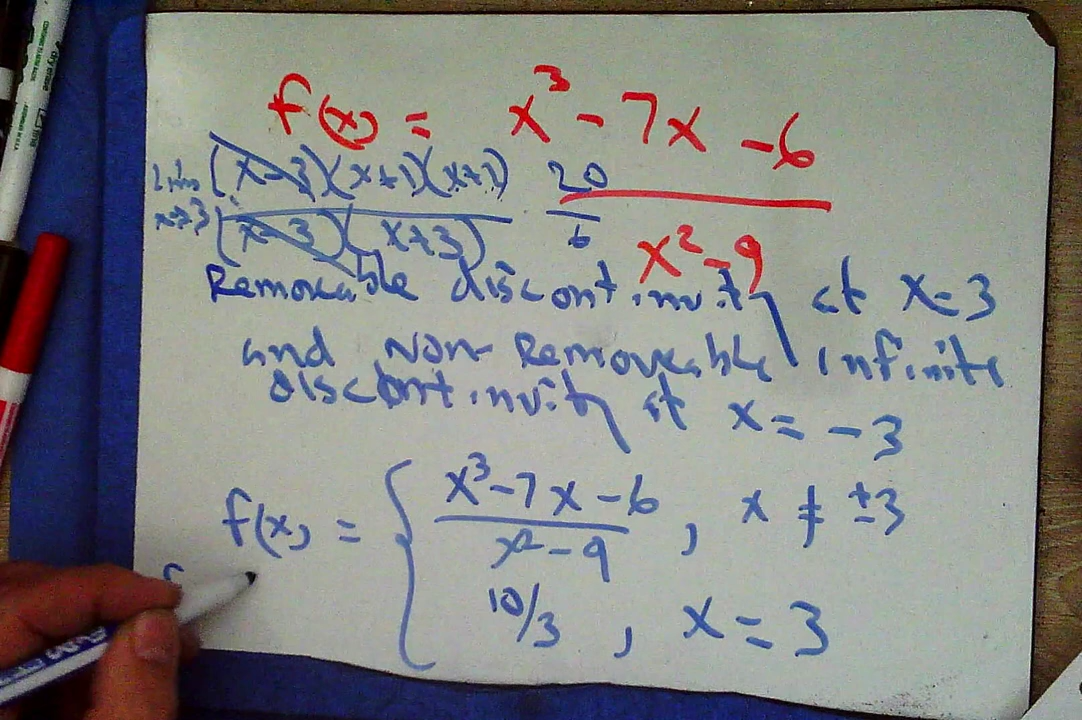 f(x) = x³ - 7x - 6
x² - 9
lim (x-3)(x+1)(x+2) 20
x→3 (x-3)(x+3) 6
Removable discontinuity at x=3
and Non-Removable infinite
discontinuity at x = -3
f(x) = { x³-7x-6 / x²-9 , x ≠ ±3
10/3 , x = 3